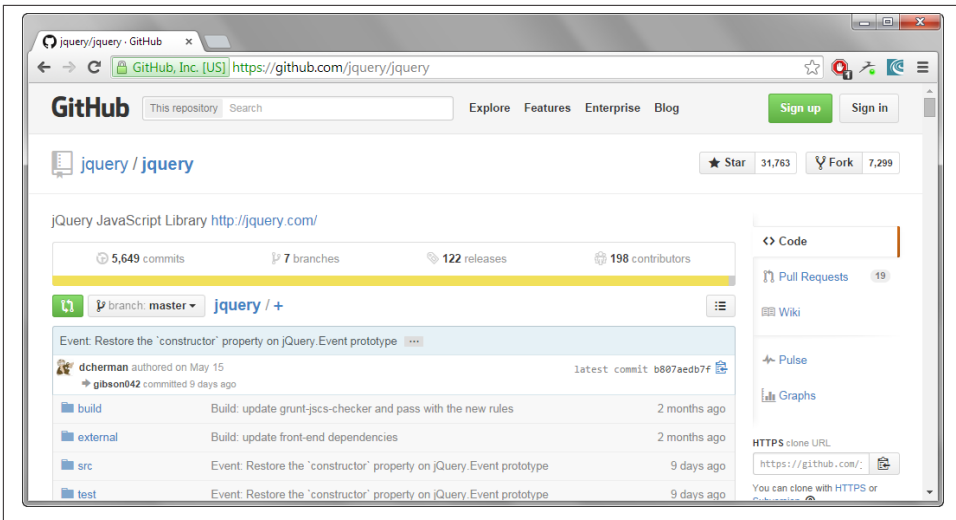 jquery/jquery · GitHub
GitHub, Inc. [US] https://github.com/jquery/jquery
GitHub This repository Search Explore Features Enterprise Blog Sign up Sign in
jquery / jquery Star 31,763 Fork 7,299
jQuery JavaScript Library http://jquery.com/
5,649 commits 7 branches 122 releases 198 contributors
branch: master jquery / +
Event: Restore the `constructor` property on jQuery.Event prototype ...
dcherman authored on May 15 latest commit b807aedb7f
gibson042 committed 9 days ago
build Build: update grunt-jscs-checker and pass with the new rules 2 months ago
external Build: update front-end dependencies 2 months ago
src Event: Restore the `constructor` property on jQuery.Event prototype 9 days ago
test Event: Restore the `constructor` property on jQuery.Event prototype 9 days ago
<> Code
Pull Requests 19
Wiki
Pulse
Graphs
HTTPS clone URL
https://github.com/j
You can clone with HTTPS or